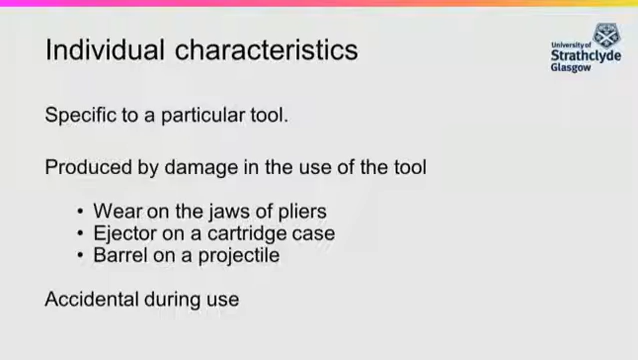 Individual characteristics
University of
Strathclyde
Glasgow
Specific to a particular tool.
Produced by damage in the use of the tool
• Wear on the jaws of pliers
• Ejector on a cartridge case
• Barrel on a projectile
Accidental during use